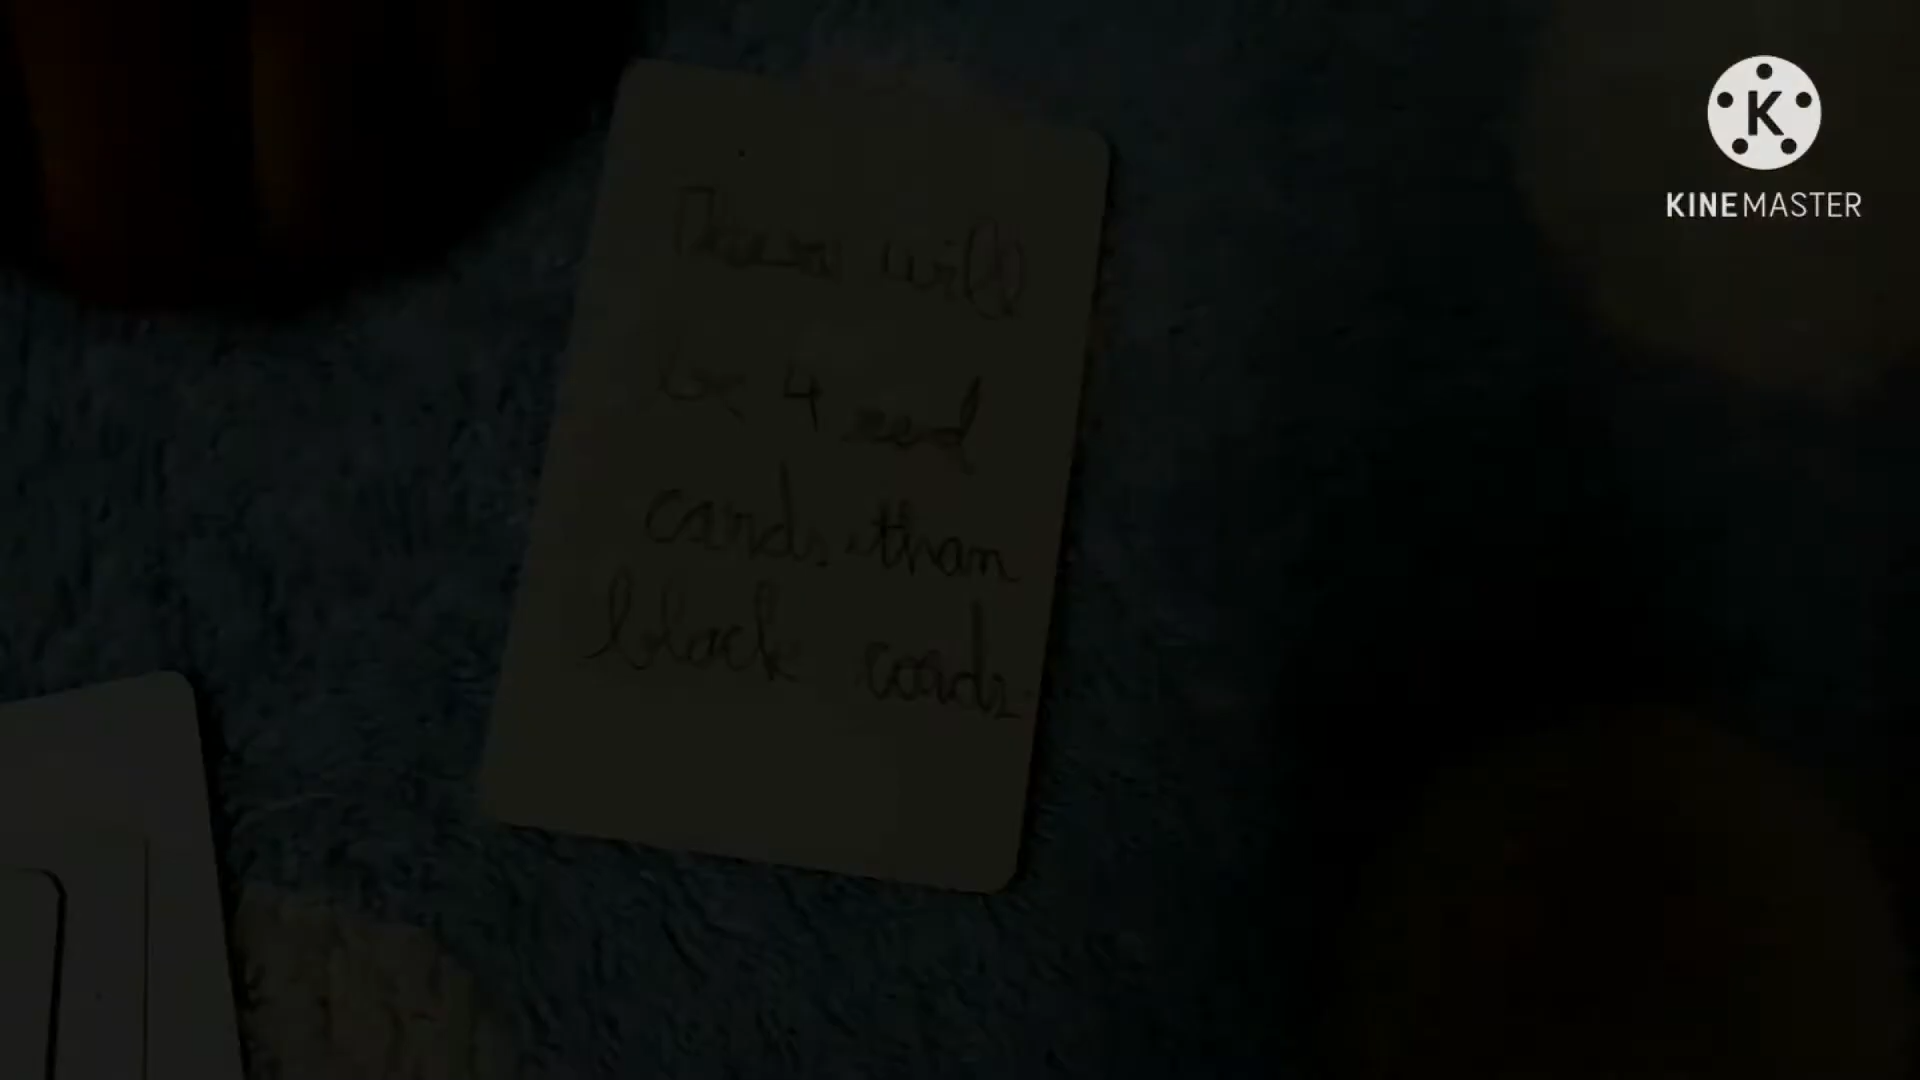 There will
be 4 red
cards than
black cards.
K
KINEMASTER